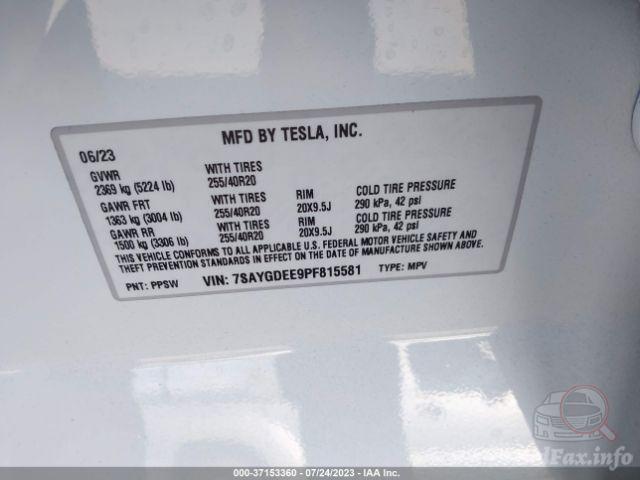 MFD BY TESLA, INC.
06/23
GVWR WITH TIRES
2369 kg (5224 lb) 255/40R20
GAWR FRT WITH TIRES RIM COLD TIRE PRESSURE
1363 kg (3004 lb) 255/40R20 20X9.5J 290 kPa, 42 psi
GAWR RR WITH TIRES RIM COLD TIRE PRESSURE
1500 kg (3306 lb) 255/40R20 20X9.5J 290 kPa, 42 psi
THIS VEHICLE CONFORMS TO ALL APPLICABLE U.S. FEDERAL MOTOR VEHICLE SAFETY AND
THEFT PREVENTION STANDARDS IN EFFECT ON THE DATE OF MANUFACTURE SHOWN ABOVE.
PNT: PPSW VIN: 7SAYGDEE9PF815581 TYPE: MPV
000-37153360 - 07/24/2023 - IAA Inc.